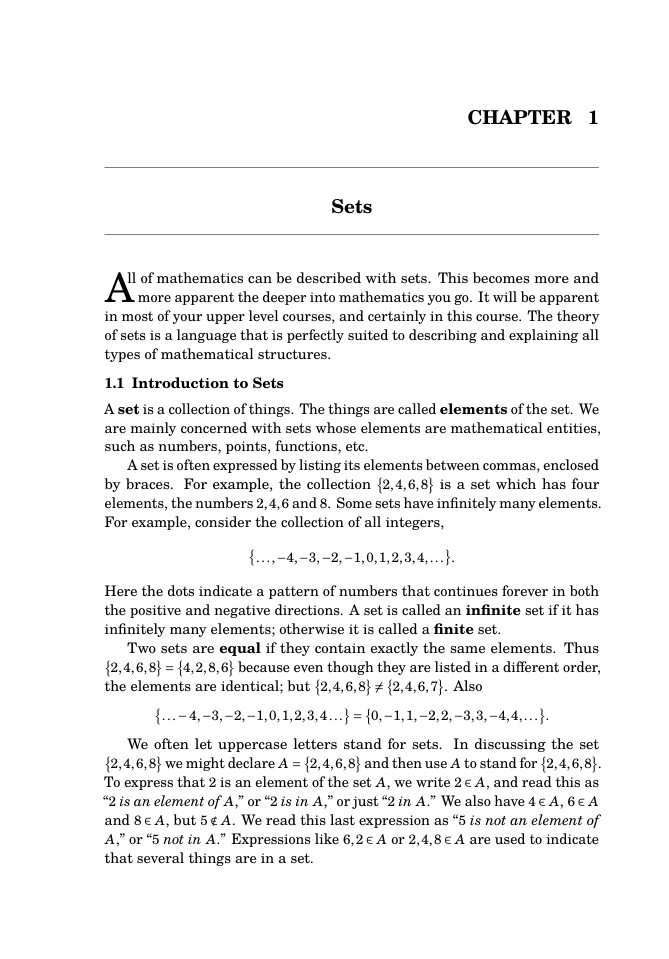 CHAPTER 1
Sets
All of mathematics can be described with sets. This becomes more and
more apparent the deeper into mathematics you go. It will be apparent
in most of your upper level courses, and certainly in this course. The theory
of sets is a language that is perfectly suited to describing and explaining all
types of mathematical structures.
1.1 Introduction to Sets
A set is a collection of things. The things are called elements of the set. We
are mainly concerned with sets whose elements are mathematical entities,
such as numbers, points, functions, etc.
A set is often expressed by listing its elements between commas, enclosed
by braces. For example, the collection {2,4,6,8} is a set which has four
elements, the numbers 2,4,6 and 8. Some sets have infinitely many elements.
For example, consider the collection of all integers,
{...,−4,−3,−2,−1,0,1,2,3,4,...}.
Here the dots indicate a pattern of numbers that continues forever in both
the positive and negative directions. A set is called an infinite set if it has
infinitely many elements; otherwise it is called a finite set.
Two sets are equal if they contain exactly the same elements. Thus
{2,4,6,8} = {4,2,8,6} because even though they are listed in a different order,
the elements are identical; but {2,4,6,8} ≠ {2,4,6,7}. Also
{...−4,−3,−2,−1,0,1,2,3,4...} = {0,−1,1,−2,2,−3,3,−4,4,...}.
We often let uppercase letters stand for sets. In discussing the set
{2,4,6,8} we might declare A = {2,4,6,8} and then use A to stand for {2,4,6,8}.
To express that 2 is an element of the set A, we write 2 ∈ A, and read this as
“2 is an element of A,” or “2 is in A,” or just “2 in A.” We also have 4 ∈ A, 6 ∈ A
and 8 ∈ A, but 5 ∉ A. We read this last expression as “5 is not an element of
A,” or “5 not in A.” Expressions like 6,2 ∈ A or 2,4,8 ∈ A are used to indicate
that several things are in a set.